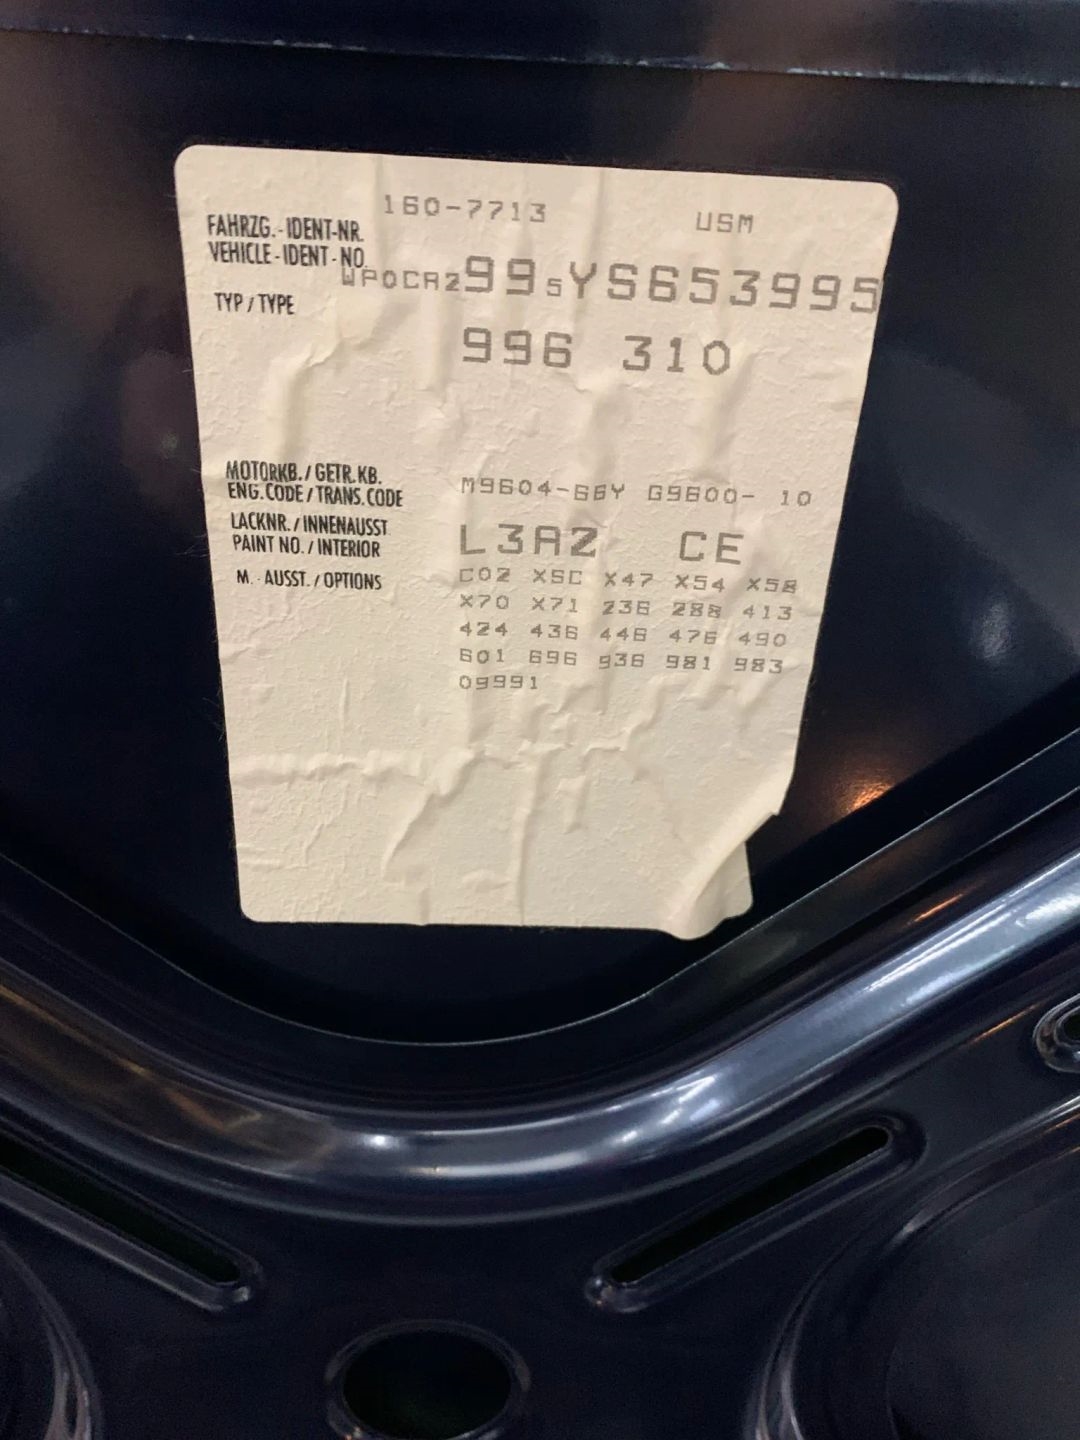 160-7713 USM
FAHRZG.-IDENT-NR.
VEHICLE-IDENT-NO.
WP0CA299sYS653995
TYP / TYPE
996 310
MOTORKB. / GETR. KB.
ENG. CODE / TRANS. CODE
M9604-66Y G9600- 10
LACKNR. / INNENAUSST
PAINT NO. / INTERIOR
L3AZ CE
M. - AUSST. / OPTIONS
C02 XSC X47 X54 X58
X70 X71 236 288 413
424 436 446 476 490
601 696 936 981 983
09991